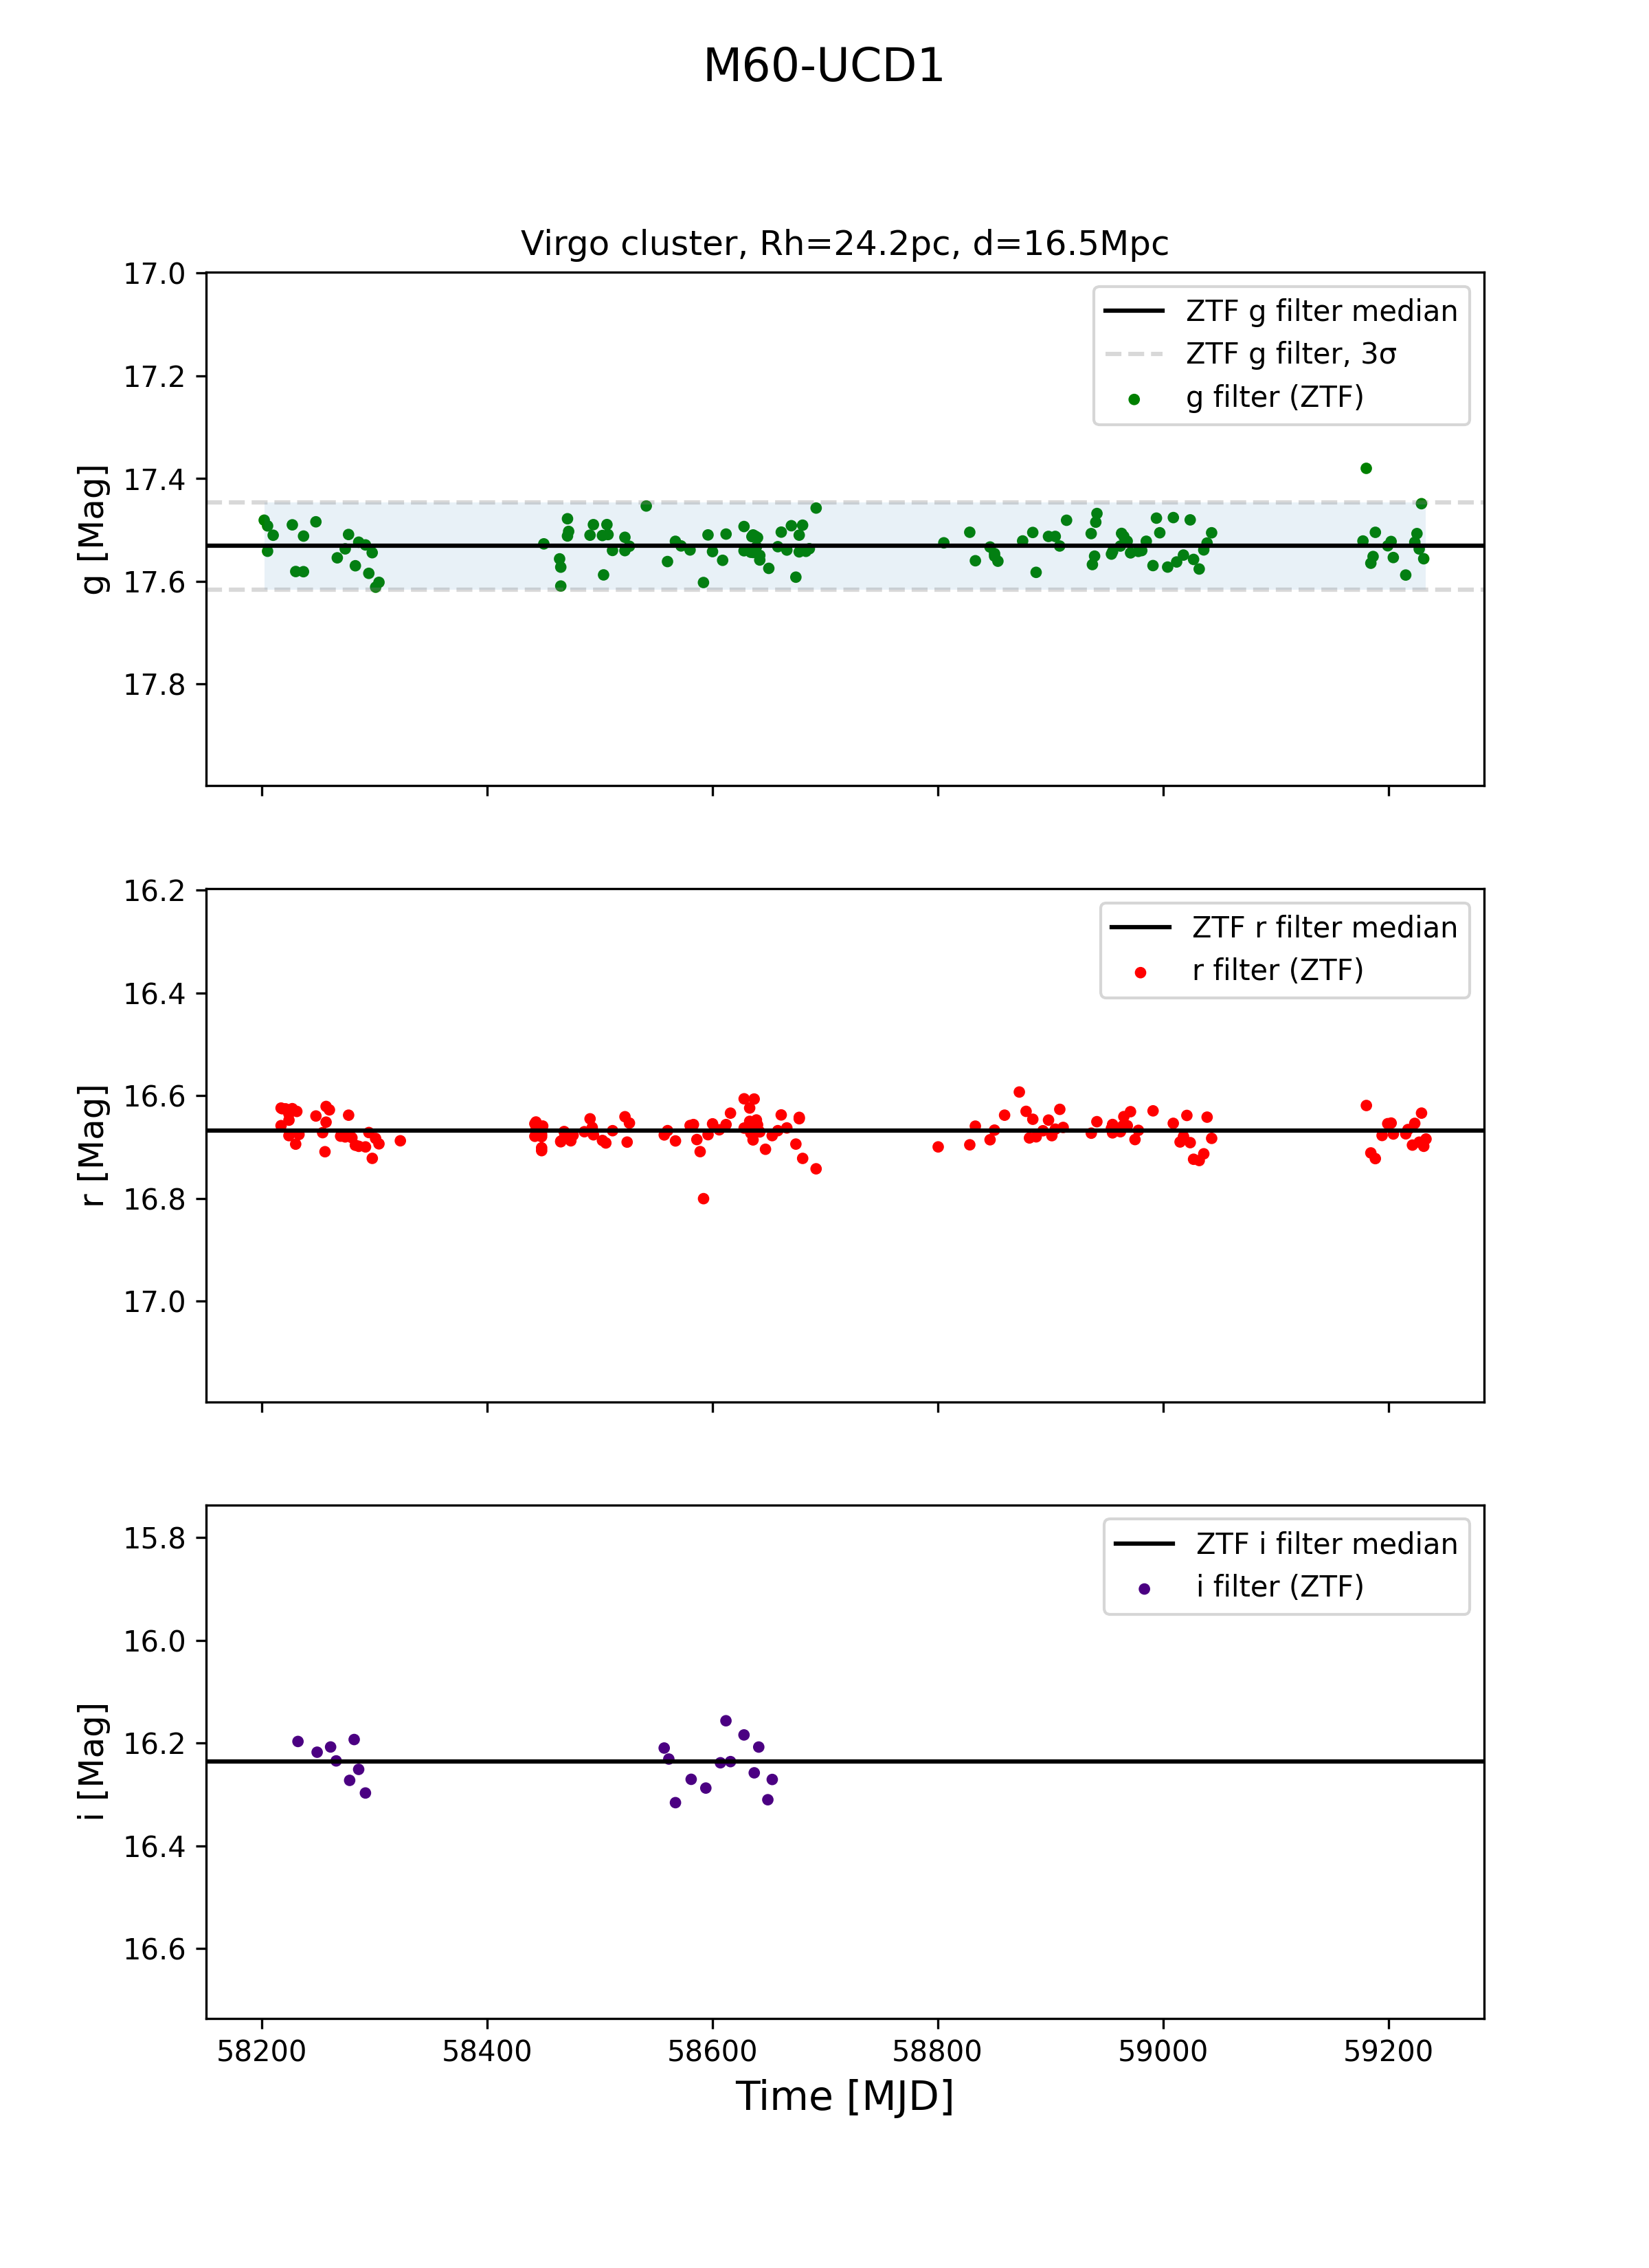 M60-UCD1
Virgo cluster, Rh=24.2pc, d=16.5Mpc
17.0
17.2
17.4
17.6
17.8
g [Mag]
ZTF g filter median
ZTF g filter, 3σ
g filter (ZTF)
16.2
16.4
16.6
16.8
17.0
r [Mag]
ZTF r filter median
r filter (ZTF)
15.8
16.0
16.2
16.4
16.6
i [Mag]
ZTF i filter median
i filter (ZTF)
58200 58400 58600 58800 59000 59200
Time [MJD]